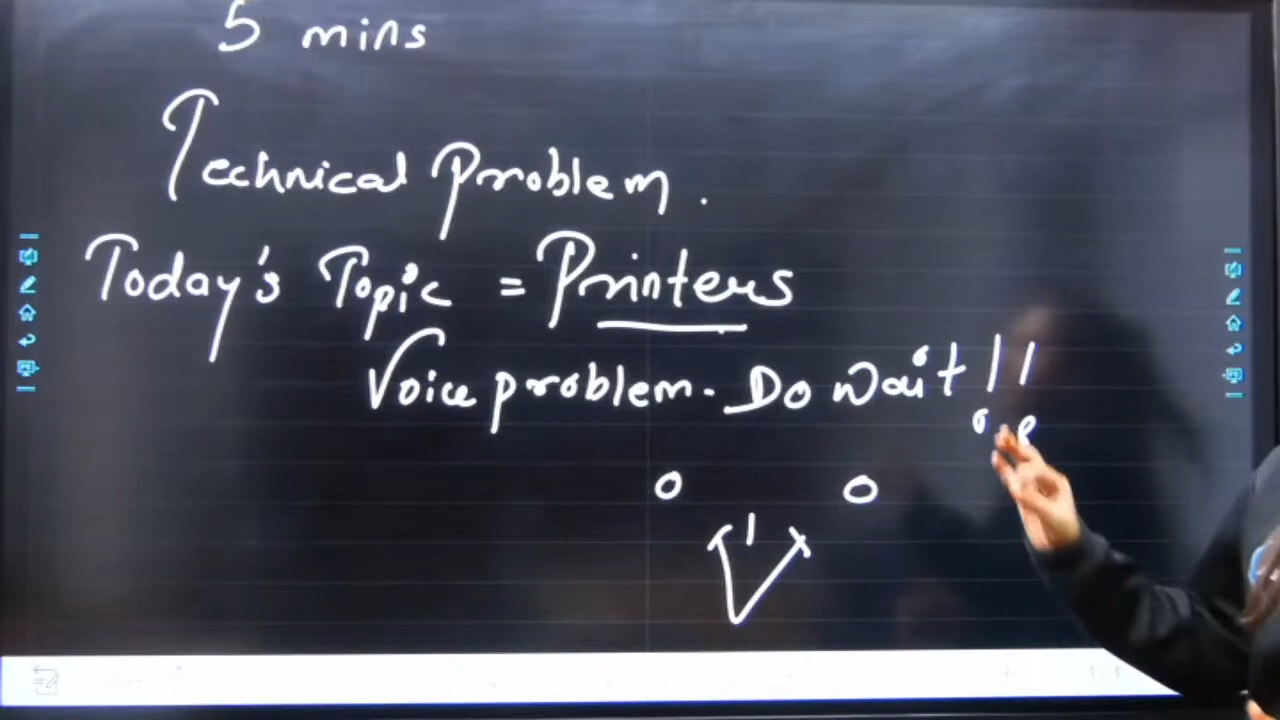 5 mins
Technical Problem.
Today's Topic = Printers
Voice problem. Do wait!!